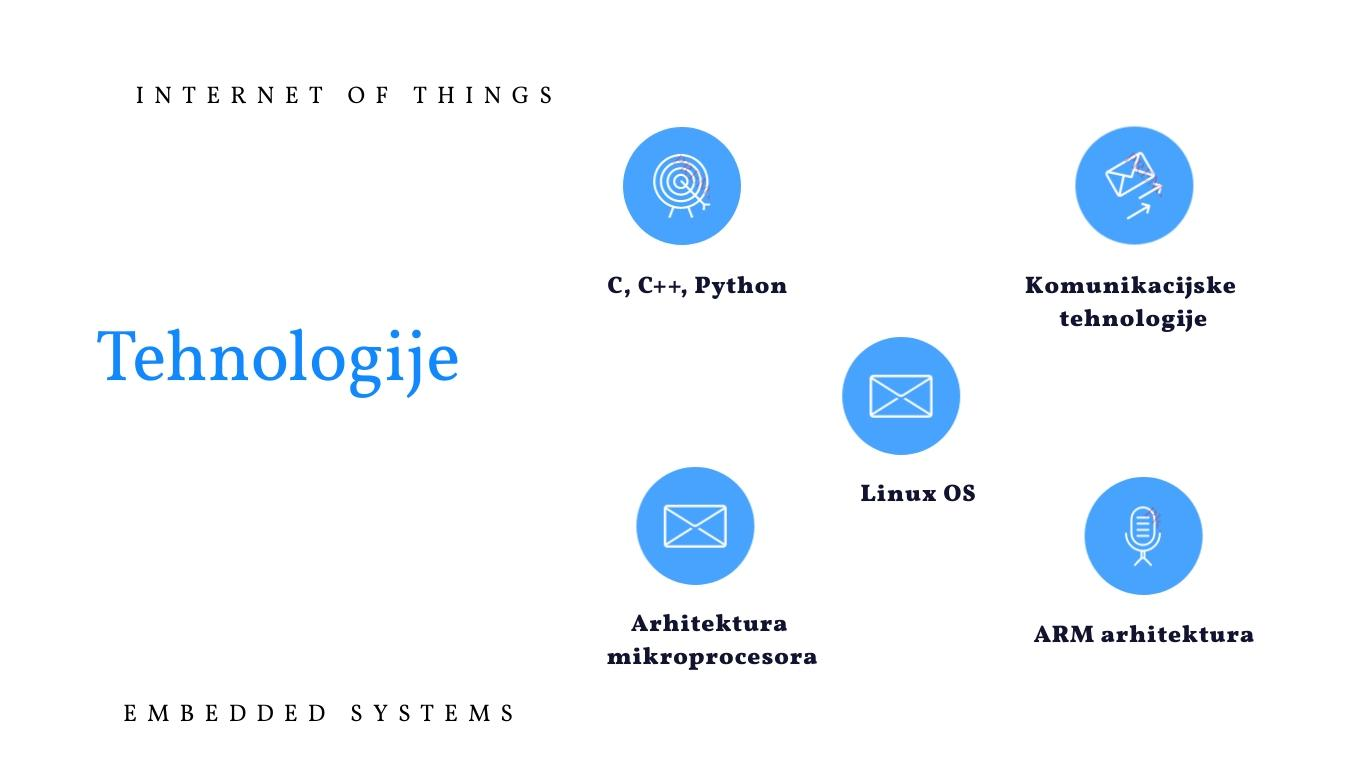 INTERNET OF THINGS
C, C++, Python
Komunikacijske
tehnologije
Tehnologije
Linux OS
Arhitektura
mikroprocesora
ARM arhitektura
EMBEDDED SYSTEMS